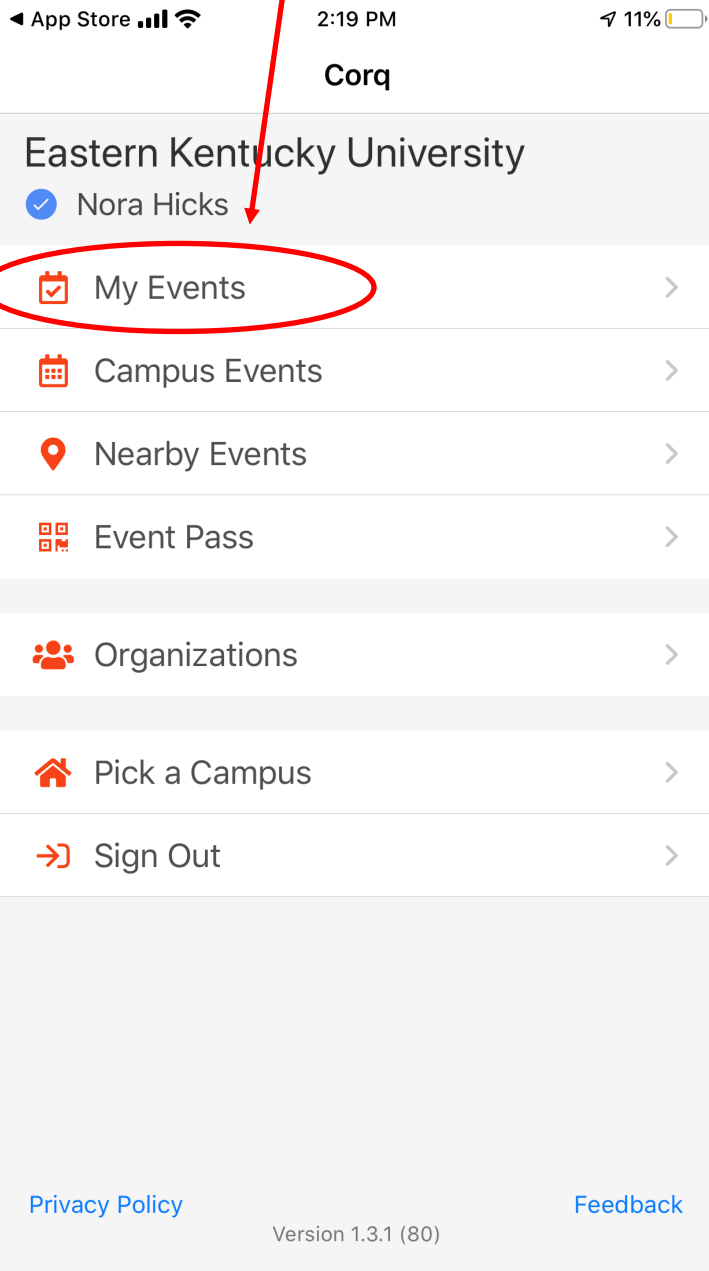 App Store 2:19 PM 11%
Corq
Eastern Kentucky University
Nora Hicks
My Events
Campus Events
Nearby Events
Event Pass
Organizations
Pick a Campus
Sign Out
Privacy Policy Feedback
Version 1.3.1 (80)